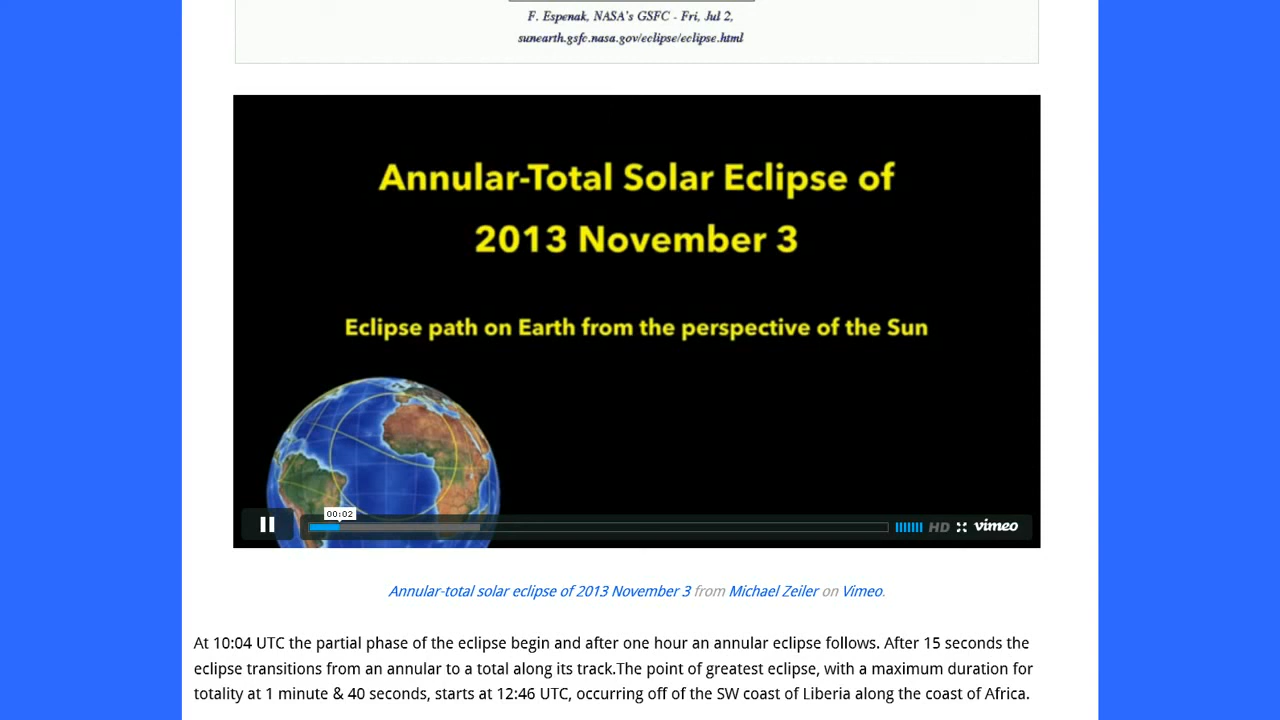 F. Espenak, NASA's GSFC - Fri, Jul 2,
sunearth.gsfc.nasa.gov/eclipse/eclipse.html
Annular-Total Solar Eclipse of
2013 November 3
Eclipse path on Earth from the perspective of the Sun
00:02
HD vimeo
Annular-total solar eclipse of 2013 November 3 from Michael Zeiler on Vimeo.
At 10:04 UTC the partial phase of the eclipse begin and after one hour an annular eclipse follows. After 15 seconds the
eclipse transitions from an annular to a total along its track.The point of greatest eclipse, with a maximum duration for
totality at 1 minute & 40 seconds, starts at 12:46 UTC, occurring off of the SW coast of Liberia along the coast of Africa.